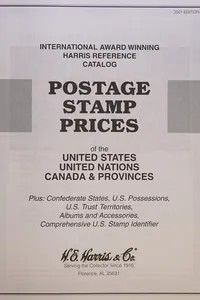 2021 EDITION
INTERNATIONAL AWARD WINNING
HARRIS REFERENCE
CATALOG
POSTAGE
STAMP
PRICES
of the
UNITED STATES
UNITED NATIONS
CANADA & PROVINCES
Plus: Confederate States, U.S. Possessions,
U.S. Trust Territories,
Albums and Accessories,
Comprehensive U.S. Stamp Identifier
H.E. Harris & Co.
Serving the Collector Since 1916
Florence, AL 35631